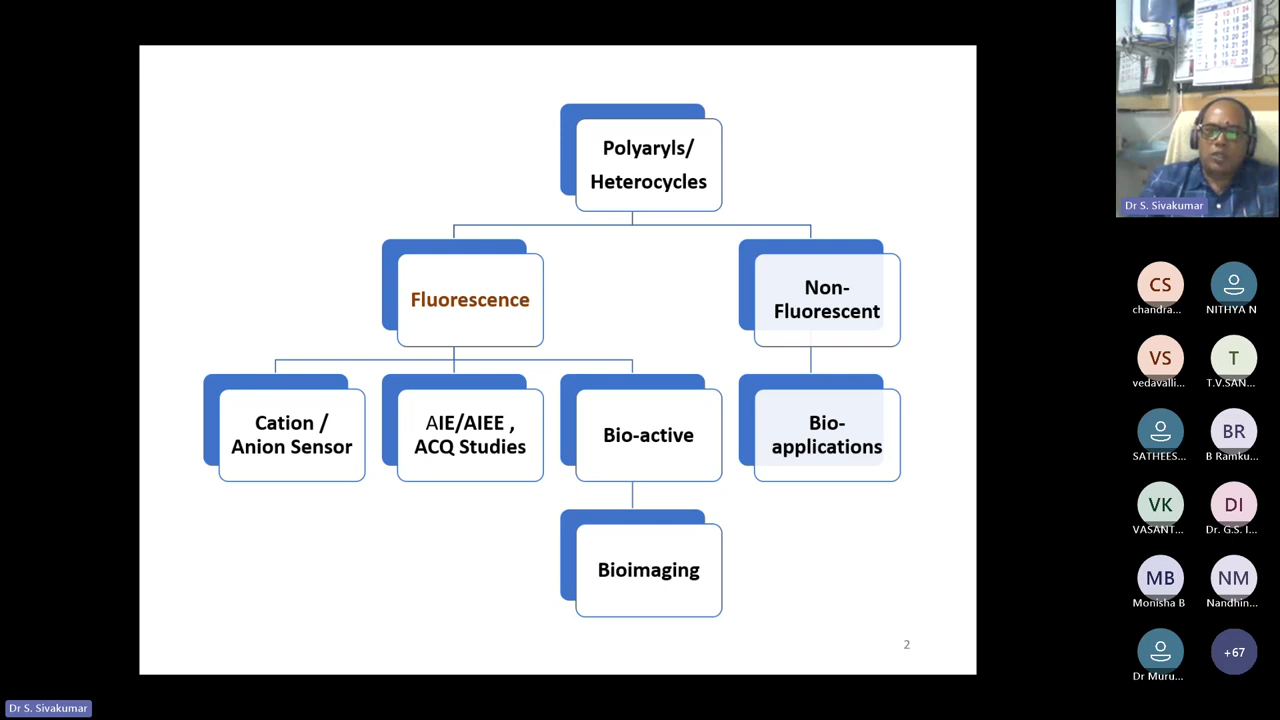 Polyaryls/
Heterocycles
Fluorescence
Non-
Fluorescent
Cation /
Anion Sensor
AIE/AIEE ,
ACQ Studies
Bio-active
Bio-
applications
Bioimaging
2
Dr S. Sivakumar
CS
chandra...
NITHYA N
VS
vedavalli...
T
T.V.SAN...
SATHEES...
BR
B Ramku...
VK
VASANT...
DI
Dr. G.S. I...
MB
Monisha B
NM
Nandhin...
Dr Muru...
+67
Dr S. Sivakumar